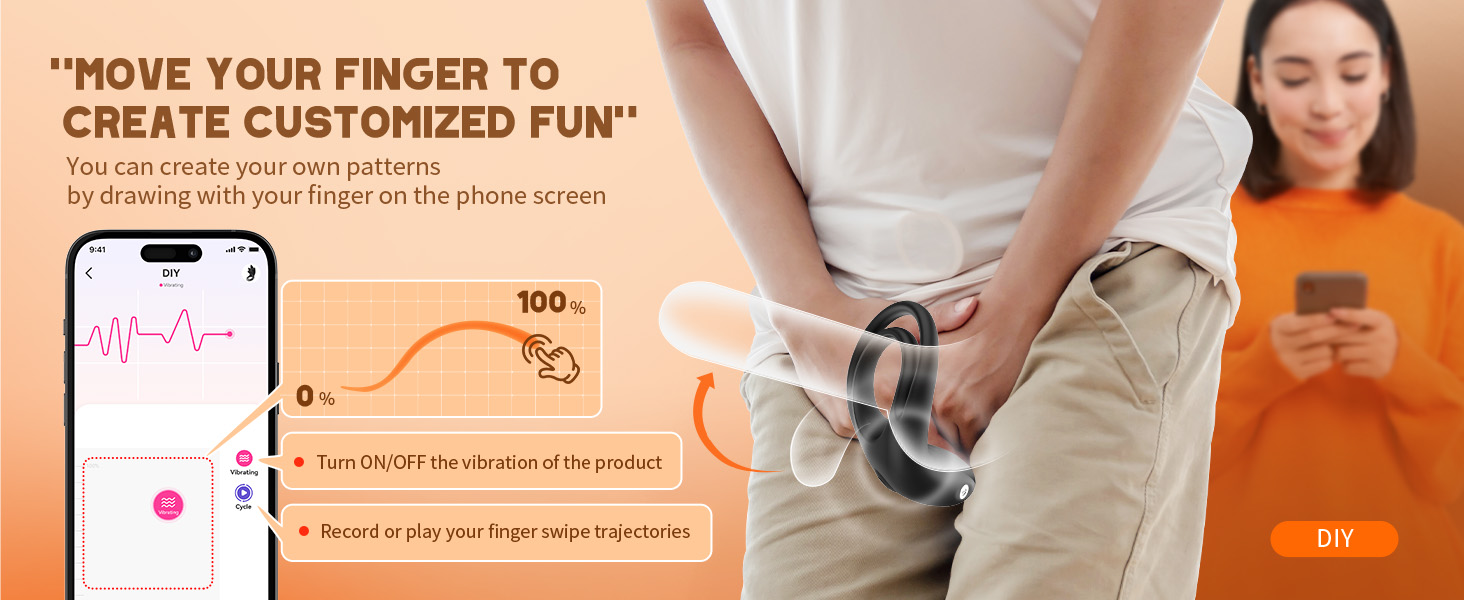 "MOVE YOUR FINGER TO
CREATE CUSTOMIZED FUN"
You can create your own patterns
by drawing with your finger on the phone screen
9:41
DIY
Vibrating
100 %
0 %
Vibrating
Vibrating
Cycle
Turn ON/OFF the vibration of the product
Record or play your finger swipe trajectories
DIY